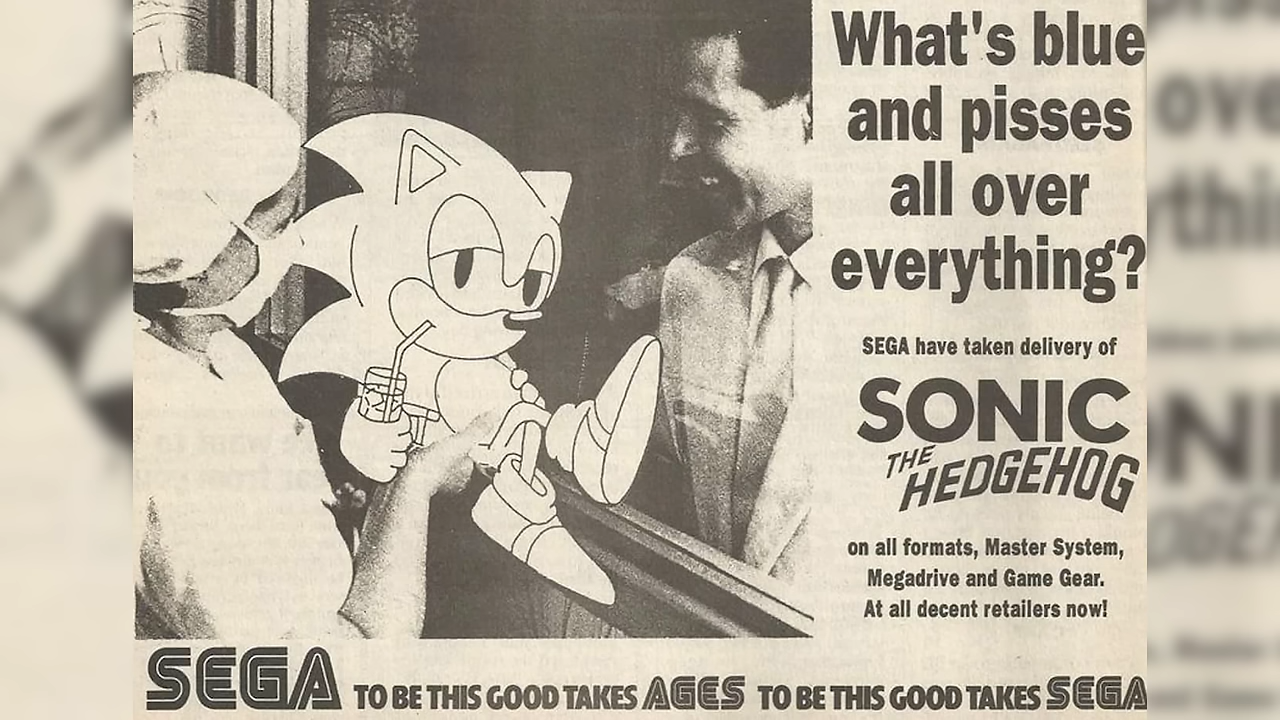 What's blue
and pisses
all over
everything?
SEGA have taken delivery of
SONIC
THE
HEDGEHOG
on all formats, Master System,
Megadrive and Game Gear.
At all decent retailers now!
SEGA TO BE THIS GOOD TAKES AGES TO BE THIS GOOD TAKES SEGA